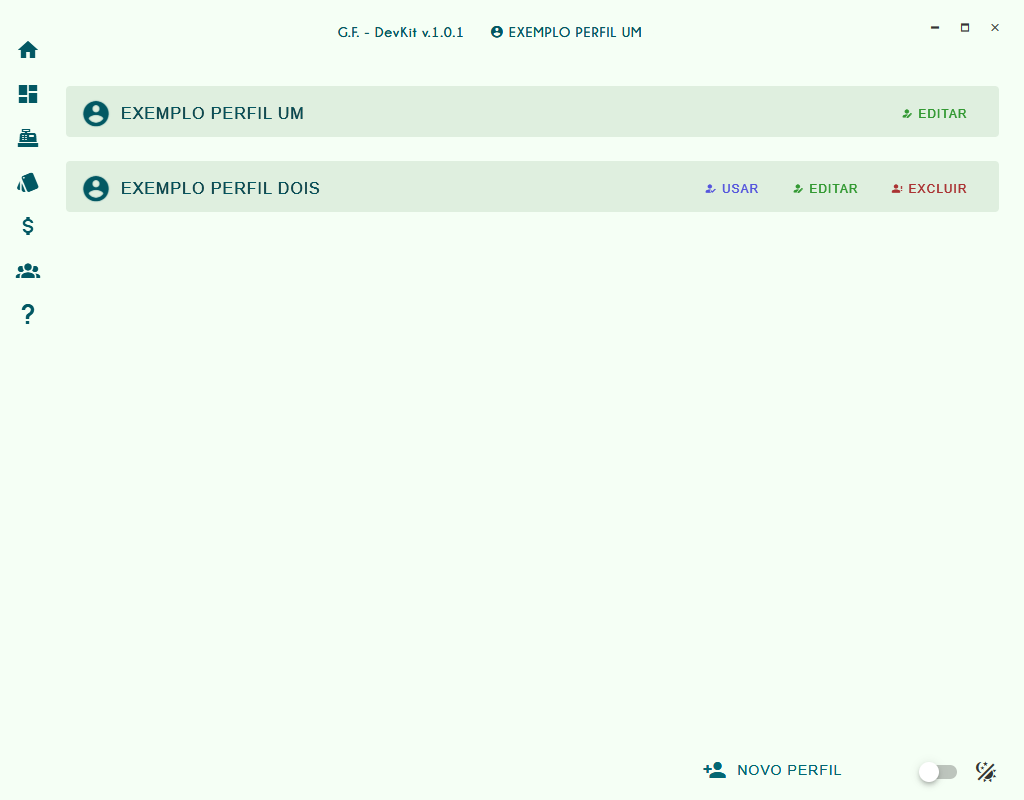 G.F. - DevKit v.1.0.1 EXEMPLO PERFIL UM
EXEMPLO PERFIL UM EDITAR
EXEMPLO PERFIL DOIS USAR EDITAR EXCLUIR
NOVO PERFIL